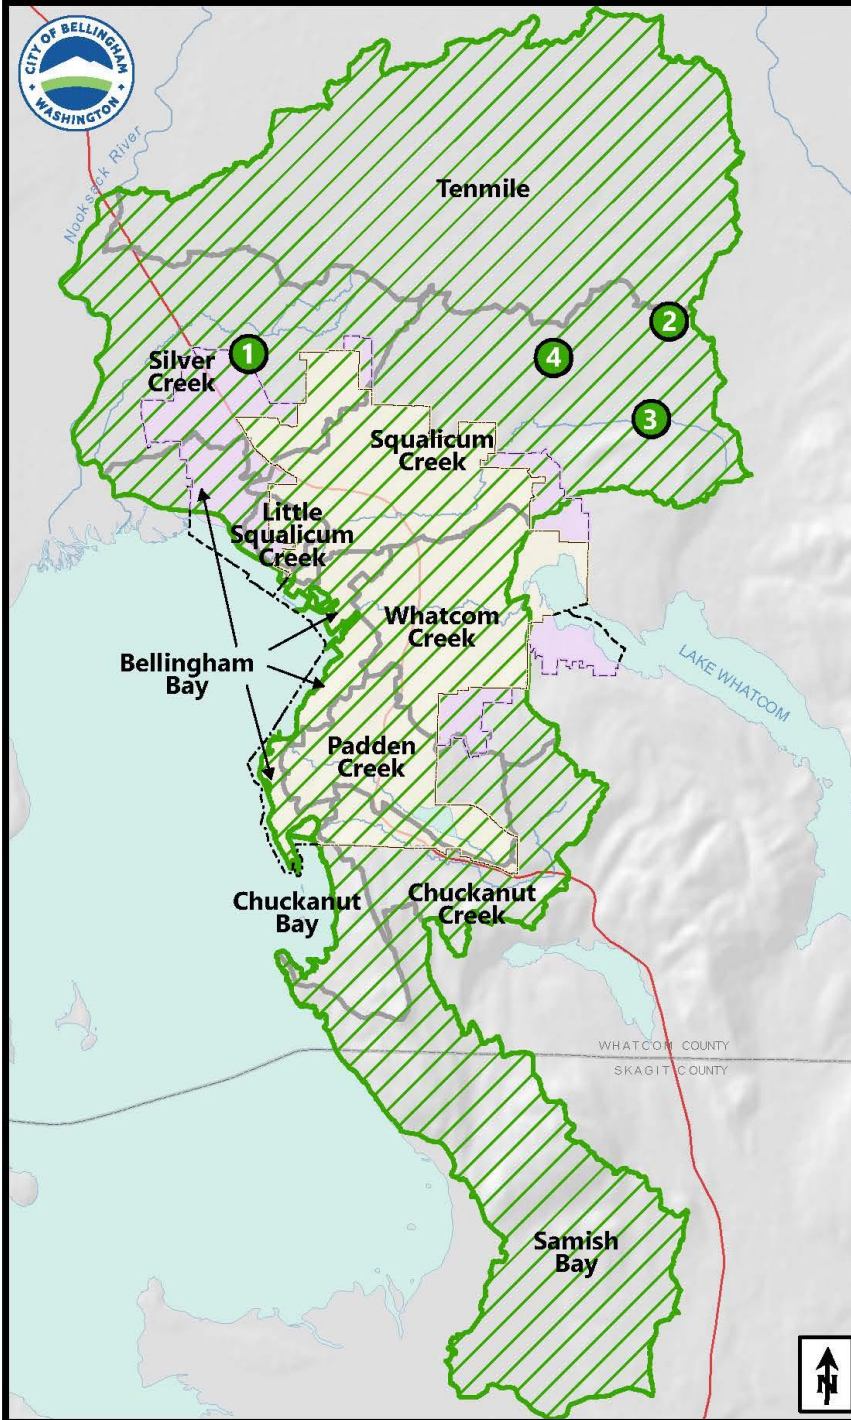 CITY OF BELLINGHAM
WASHINGTON
Nooksack River
Tenmile
2
1
4
Silver
Creek
3
Squalicum
Creek
Little
Squalicum
Creek
Whatcom
Creek
Bellingham
Bay
LAKE WHATCOM
Padden
Creek
Chuckanut
Creek
Chuckanut
Bay
WHATCOM COUNTY
SKAGIT COUNTY
Samish
Bay
N